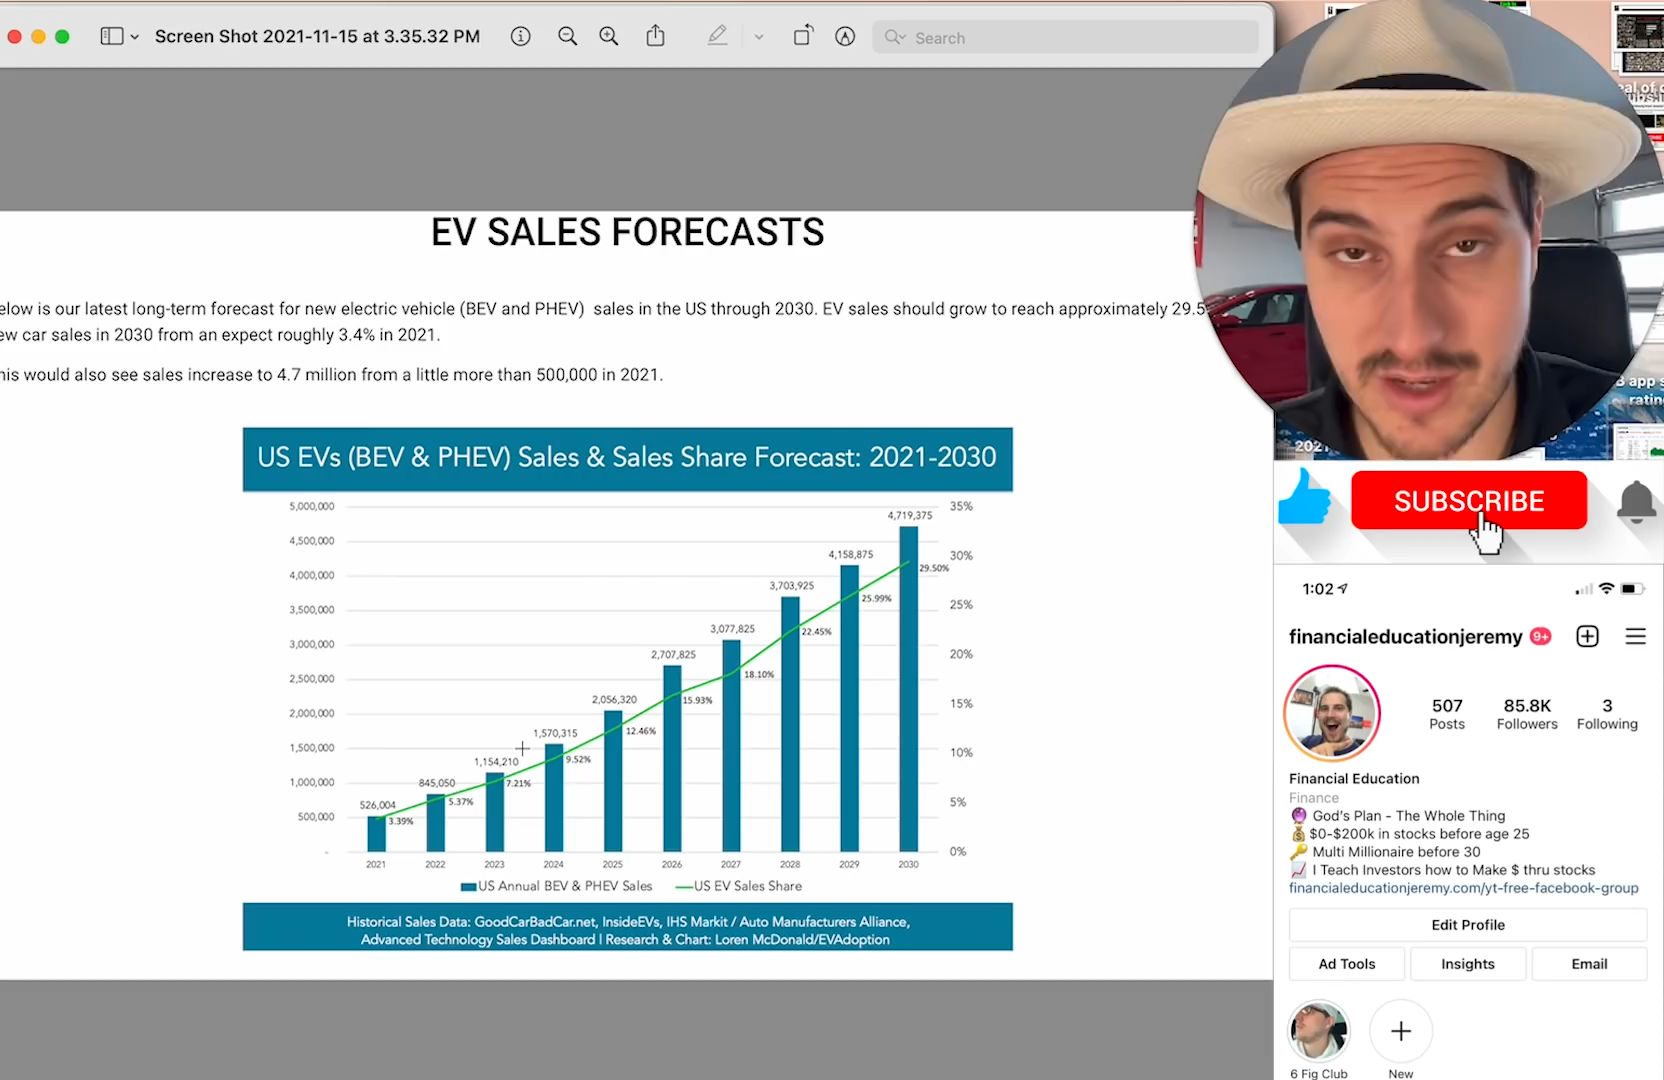 Screen Shot 2021-11-15 at 3.35.32 PM
Search
EV SALES FORECASTS
elow is our latest long-term forecast for new electric vehicle (BEV and PHEV) sales in the US through 2030. EV sales should grow to reach approximately 29.5
ew car sales in 2030 from an expect roughly 3.4% in 2021.
his would also see sales increase to 4.7 million from a little more than 500,000 in 2021.
US EVs (BEV & PHEV) Sales & Sales Share Forecast: 2021-2030
5,000,000
4,500,000
4,000,000
3,500,000
3,000,000
2,500,000
2,000,000
1,500,000
1,000,000
500,000
-
526,004
845,050
1,154,210
1,570,315
2,056,320
2,707,825
3,077,825
3,703,925
4,158,875
4,719,375
3.39%
5.37%
7.21%
9.52%
12.46%
15.93%
18.10%
22.45%
25.99%
29.50%
35%
30%
25%
20%
15%
10%
5%
0%
2021
2022
2023
2024
2025
2026
2027
2028
2029
2030
US Annual BEV & PHEV Sales
US EV Sales Share
Historical Sales Data: GoodCarBadCar.net, InsideEVs, IHS Markit / Auto Manufacturers Alliance,
Advanced Technology Sales Dashboard | Research & Chart: Loren McDonald/EVAdoption
app s
ratin
2021
SUBSCRIBE
1:02
financialeducationjeremy 9+
507
Posts
85.8K
Followers
3
Following
Financial Education
Finance
God's Plan - The Whole Thing
$0-$200k in stocks before age 25
Multi Millionaire before 30
I Teach Investors how to Make $ thru stocks
financialeducationjeremy.com/yt-free-facebook-group
Edit Profile
Ad Tools
Insights
Email
6 Fig Club
New